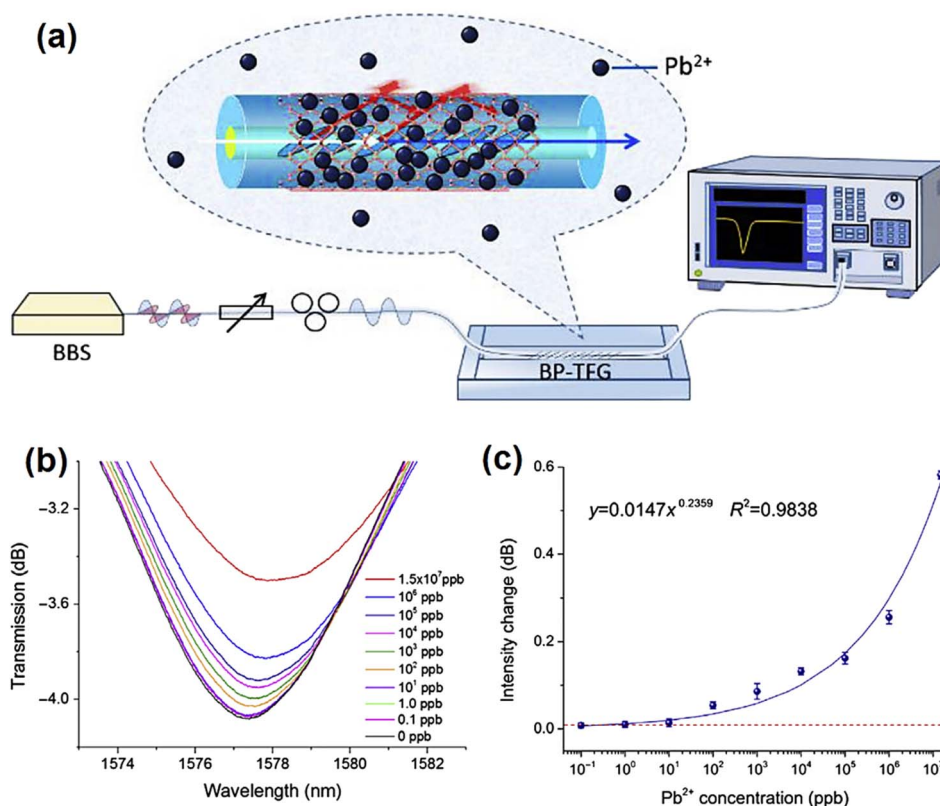 (a)
Pb²⁺
BBS
BP-TFG
(b)
Transmission (dB)
−3.2
−3.6
−4.0
1574 1576 1578 1580 1582
Wavelength (nm)
1.5x10⁷ppb
10⁶ ppb
10⁵ ppb
10⁴ ppb
10³ ppb
10² ppb
10¹ ppb
1.0 ppb
0.1 ppb
0 ppb
(c)
Intensity change (dB)
0.6
0.4
0.2
0.0
y=0.0147x^0.2359 R²=0.9838
10⁻¹ 10⁰ 10¹ 10² 10³ 10⁴ 10⁵ 10⁶ 10⁷
Pb²⁺ concentration (ppb)